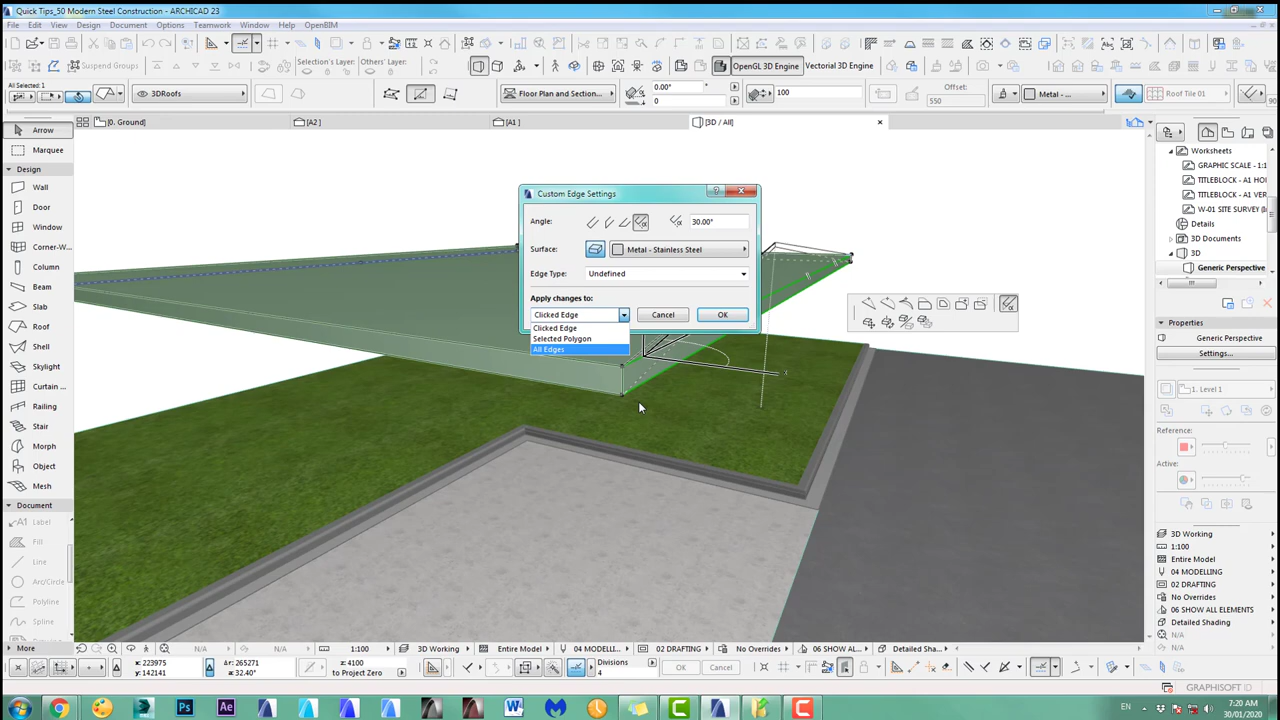 Quick Tips_50 Modern Steel Construction - ARCHICAD 23
File Edit View Design Document Options Teamwork Window Help OpenBIM
Suspend Groups
Selection's Layer:
Others' Layer:
OpenGL 3D Engine
Vectorial 3D Engine
All Selected: 1
3DRoofs
Floor Plan and Section...
0.00°
0
100
Offset:
550
Metal - ...
Roof Tile 01
90
[0. Ground]
[A2 ]
[A1 ]
[3D / All]
Arrow
Marquee
Design
Wall
Door
Window
Corner-W...
Column
Beam
Slab
Roof
Shell
Skylight
Curtain ...
Railing
Stair
Morph
Object
Mesh
Document
Label
Fill
Line
Arc/Circle
Polyline
Spline
More
Custom Edge Settings
Angle:
30.00°
Surface:
Metal - Stainless Steel
Edge Type:
Undefined
Apply changes to:
Clicked Edge
Cancel
OK
Clicked Edge
Selected Polygon
All Edges
Worksheets
GRAPHIC SCALE - 1:1
TITLEBLOCK - A1 HO
TITLEBLOCK - A1 VER
W-01 SITE SURVEY (I
Details
3D Documents
3D
Generic Perspective
Properties
Generic Perspective
Settings...
1. Level 1
Reference:
Active:
3D Working
1:100
Entire Model
04 MODELLING
02 DRAFTING
No Overrides
06 SHOW ALL ELEMENTS
Detailed Shading
N/A
N/A
N/A
1:100
3D Working
Entire Model
04 MODELLI...
02 DRAFTING
No Overrides
06 SHOW AL...
Detailed Sha...
x: 223975
y: 142141
Δr: 265271
a: 32.40°
z: 4100
to Project Zero
Divisions
4
OK
Cancel
GRAPHISOFT ID
EN
7:20 AM
30/01/2020